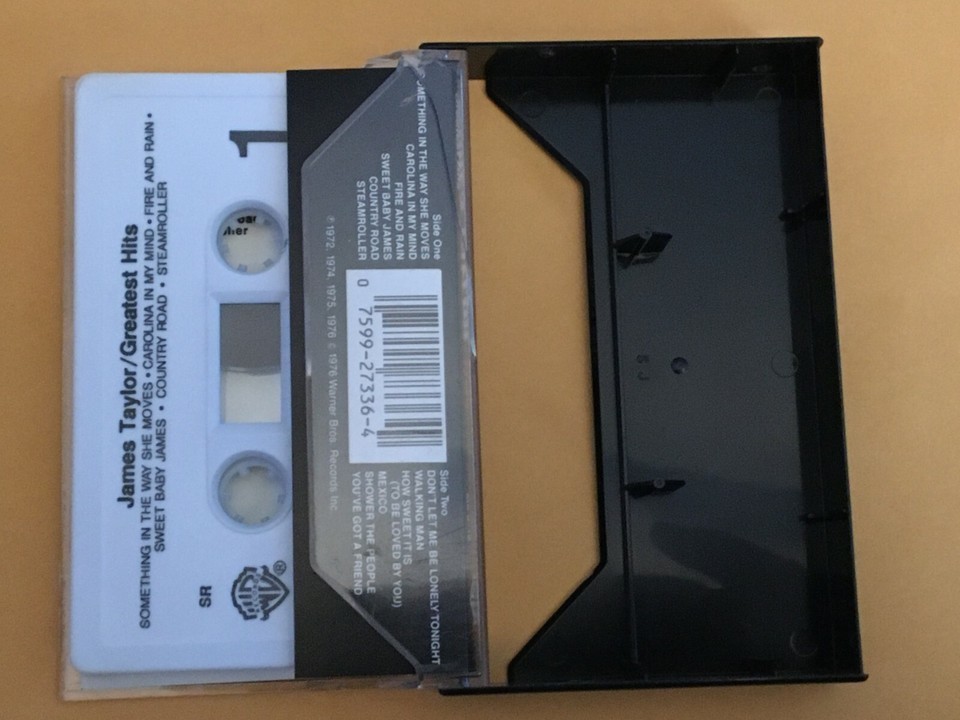 James Taylor/Greatest Hits
SOMETHING IN THE WAY SHE MOVES • CAROLINA IN MY MIND • FIRE AND RAIN •
SWEET BABY JAMES • COUNTRY ROAD • STEAMROLLER
1
SR
®
Side One
SOMETHING IN THE WAY SHE MOVES
CAROLINA IN MY MIND
FIRE AND RAIN
SWEET BABY JAMES
COUNTRY ROAD
STEAMROLLER
0 7599-27336-4
Side Two
DON'T LET ME BE LONELY TONIGHT
WALKING MAN
HOW SWEET IT IS
(TO BE LOVED BY YOU)
MEXICO
SHOWER THE PEOPLE
YOU'VE GOT A FRIEND
℗ 1972, 1974, 1975, 1976 © 1976 Warner Bros. Records Inc.